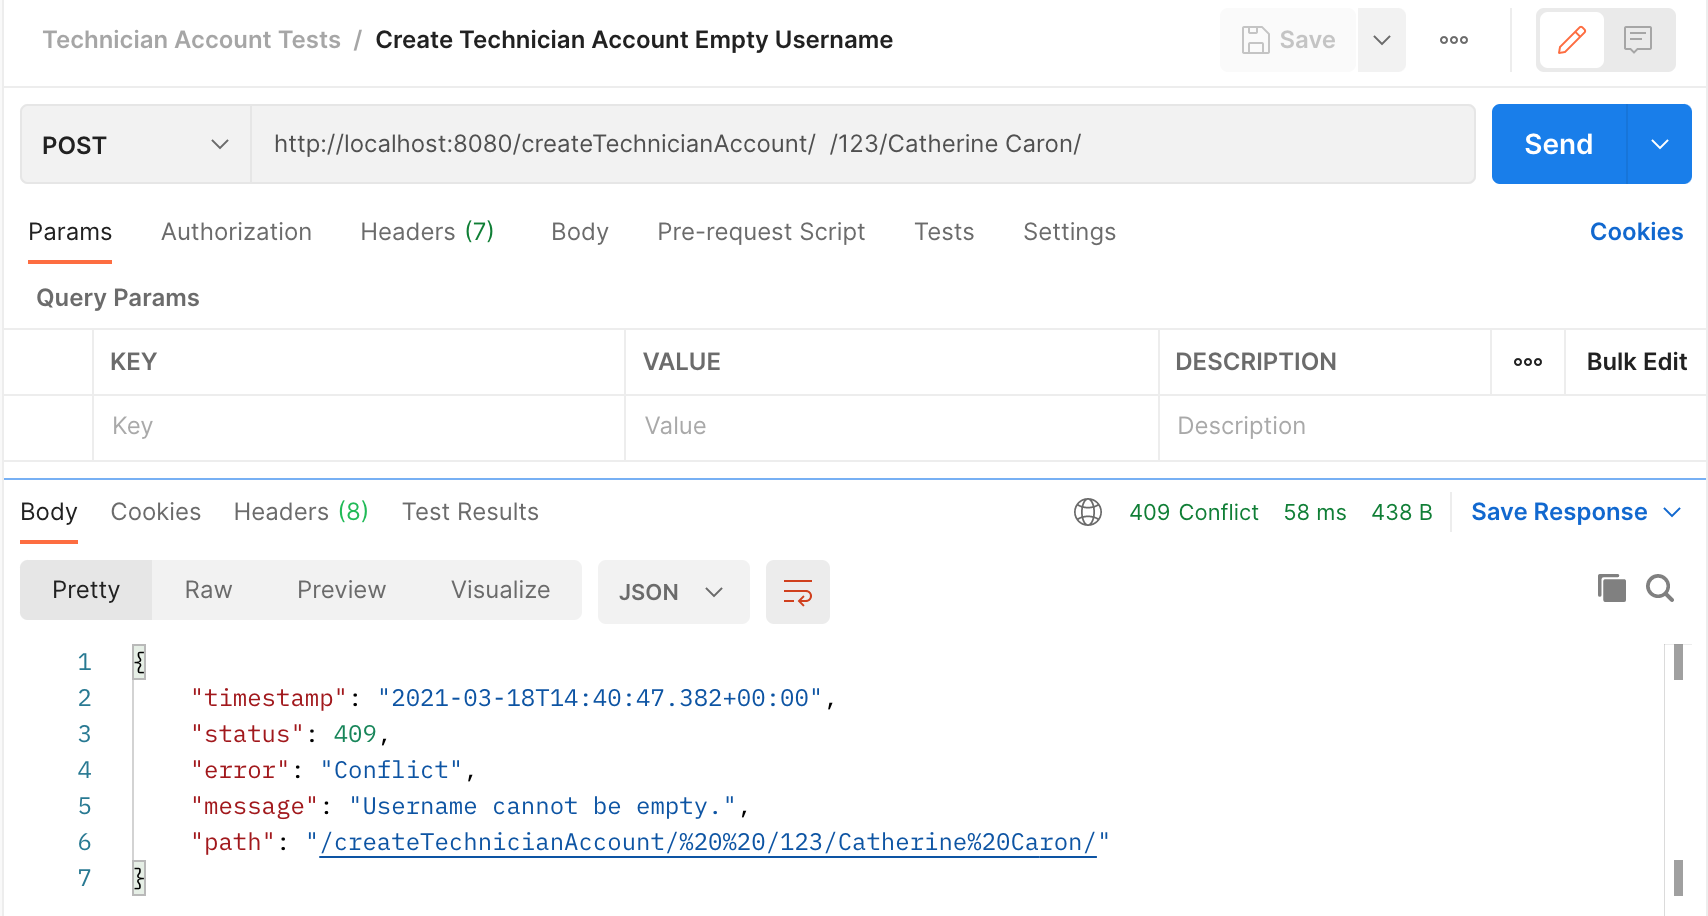 Technician Account Tests / Create Technician Account Empty Username
Save
POST
http://localhost:8080/createTechnicianAccount/  /123/Catherine Caron/
Send
Params Authorization Headers (7) Body Pre-request Script Tests Settings Cookies
Query Params
KEY VALUE DESCRIPTION Bulk Edit
Key Value Description
Body Cookies Headers (8) Test Results 409 Conflict 58 ms 438 B Save Response
Pretty Raw Preview Visualize JSON
1 {
2 "timestamp": "2021-03-18T14:40:47.382+00:00",
3 "status": 409,
4 "error": "Conflict",
5 "message": "Username cannot be empty.",
6 "path": "/createTechnicianAccount/%20%20/123/Catherine%20Caron/"
7 }